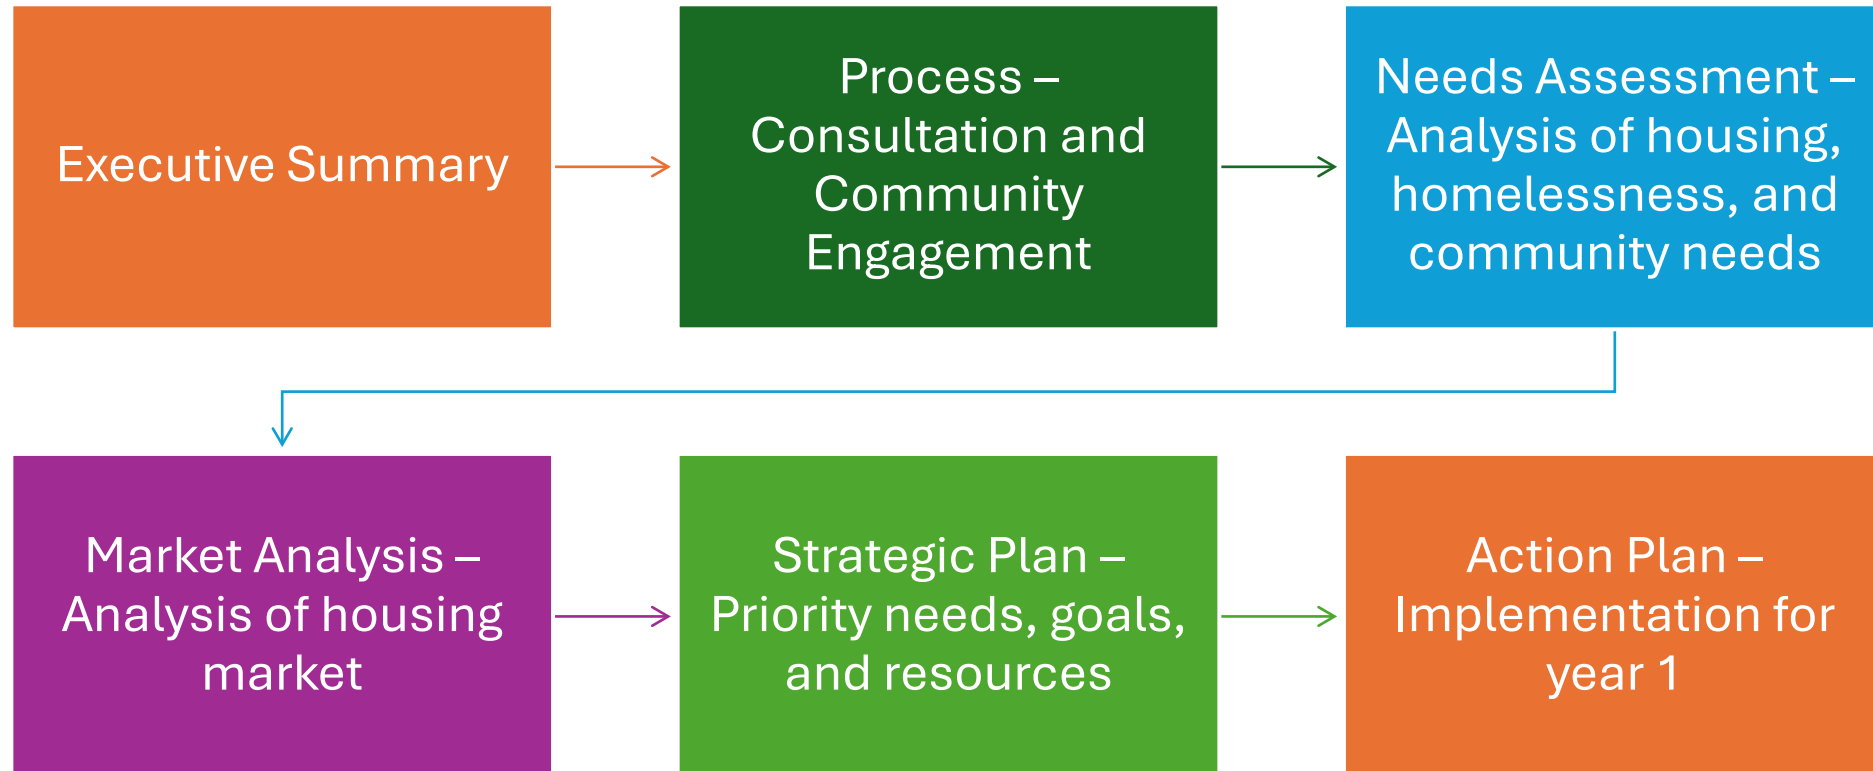 Executive Summary
Process –
Consultation and
Community
Engagement
Needs Assessment –
Analysis of housing,
homelessness, and
community needs
Market Analysis –
Analysis of housing
market
Strategic Plan –
Priority needs, goals,
and resources
Action Plan –
Implementation for
year 1